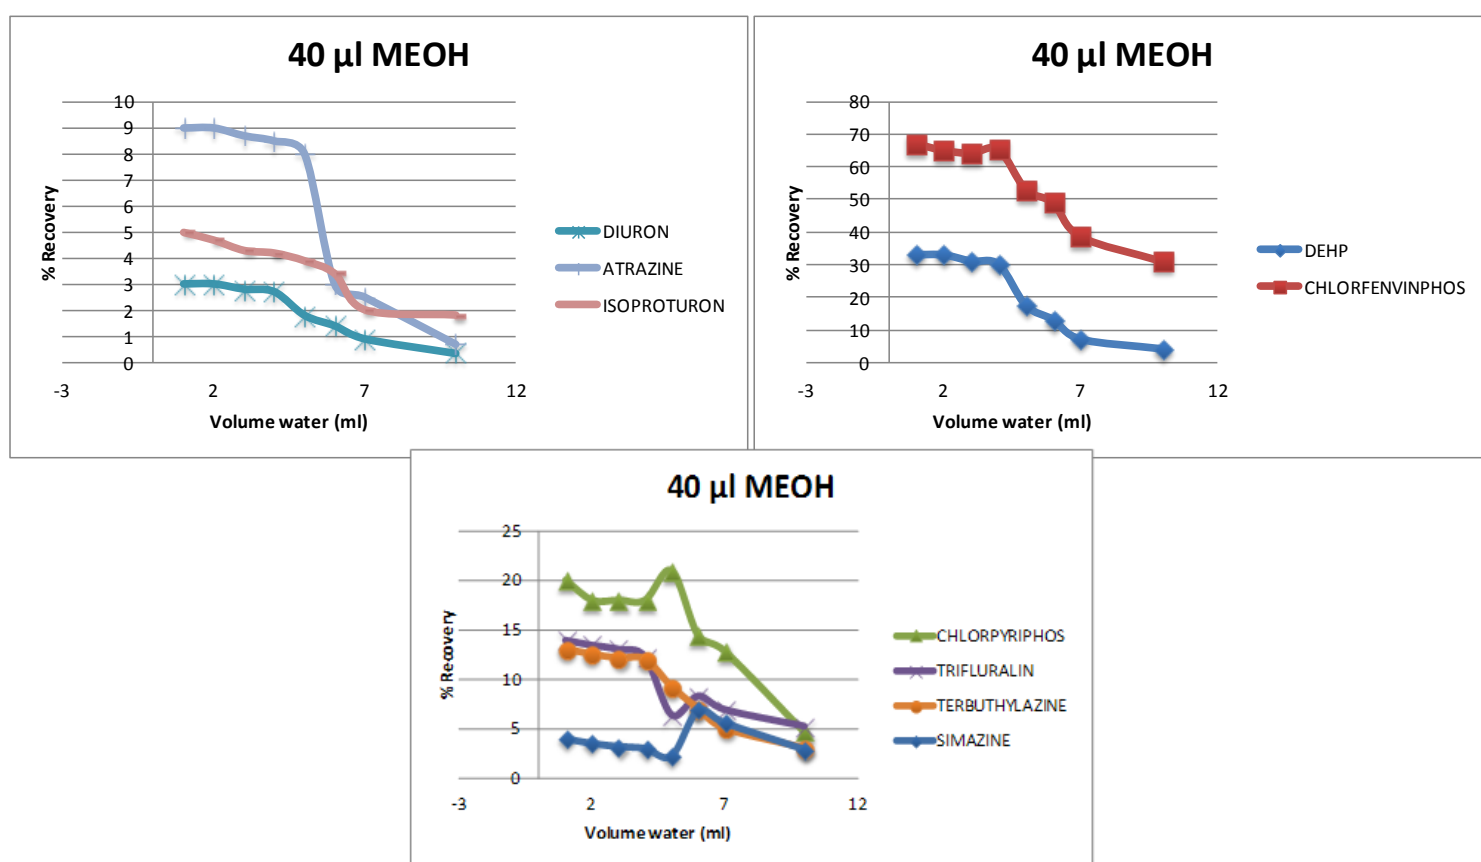 40 µl MEOH
10
9
8
7
6
5
4
3
2
1
0
-3 2 7 12
% Recovery
Volume water (ml)
DIURON
ATRAZINE
ISOPROTURON
40 µl MEOH
80
70
60
50
40
30
20
10
0
-3 2 7 12
% Recovery
Volume water (ml)
DEHP
CHLORFENVINPHOS
40 µl MEOH
25
20
15
10
5
0
-3 2 7 12
% Recovery
Volume water (ml)
CHLORPYRIPHOS
TRIFLURALIN
TERBUTHYLAZINE
SIMAZINE